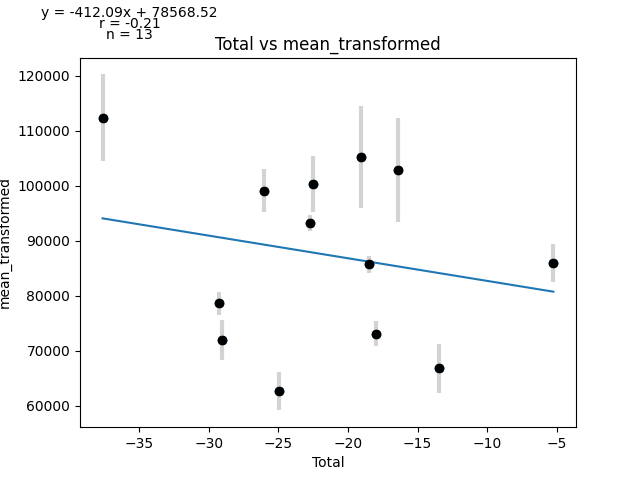 y = -412.09x + 78568.52
r = -0.21
n = 13
Total vs mean_transformed
120000
110000
100000
90000
80000
70000
60000
mean_transformed
−35
−30
−25
−20
−15
−10
−5
Total